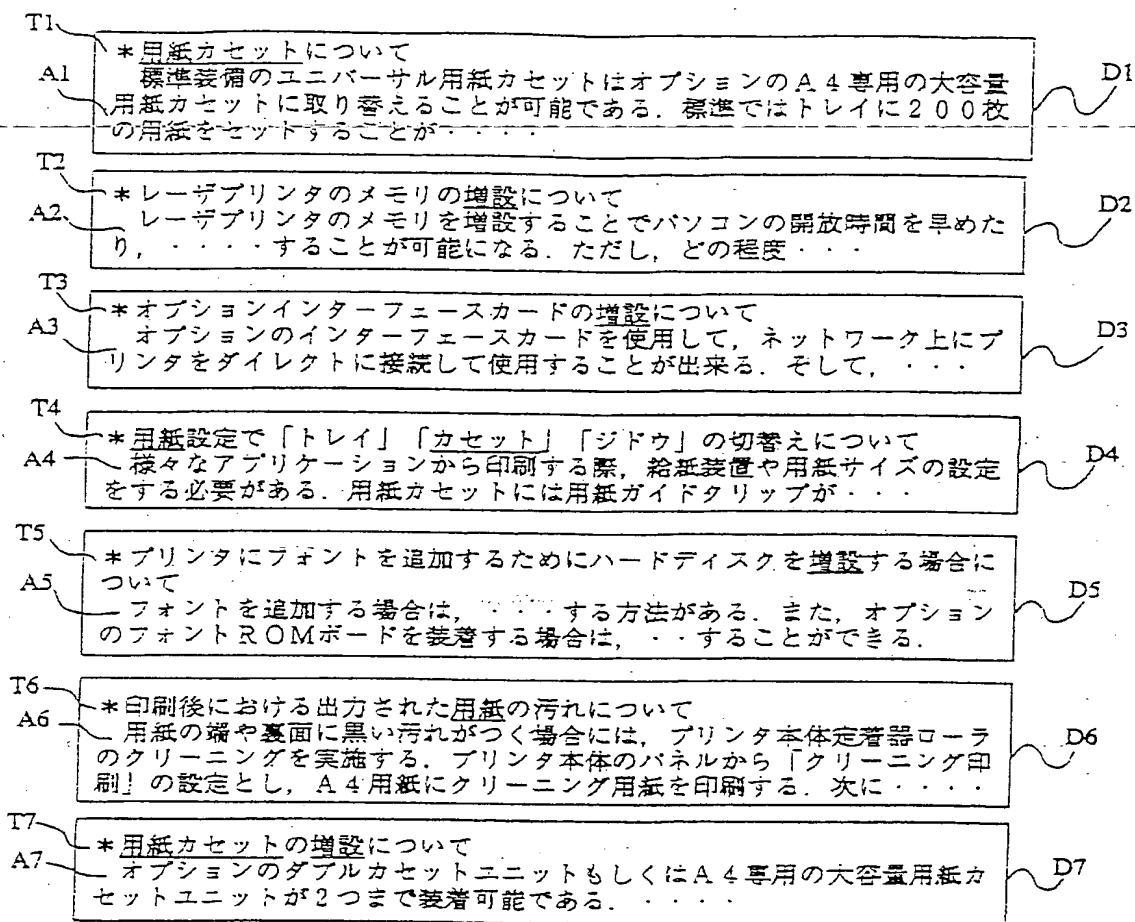 T1
A1
D1
*用紙カセットについて
標準装備のユニバーサル用紙カセットはオプションのA4専用の大容量
用紙カセットに取り替えることが可能である．標準ではトレイに200枚
の用紙をセットすることが・・・・
T2
A2
D2
*レーザプリンタのメモリの増設について
レーザプリンタのメモリを増設することでパソコンの開放時間を早めた
り，・・・・することが可能になる．ただし，どの程度・・・
T3
A3
D3
*オプションインターフェースカードの増設について
オプションのインターフェースカードを使用して，ネットワーク上にプ
リンタをダイレクトに接続して使用することが出来る．そして，・・・
T4
A4
D4
*用紙設定で「トレイ」「カセット」「ジドウ」の切替えについて
様々なアプリケーションから印刷する際，給紙装置や用紙サイズの設定
をする必要がある．用紙カセットには用紙ガイドクリップが・・・
T5
A5
D5
*プリンタにフォントを追加するためにハードディスクを増設する場合に
ついて
フォントを追加する場合は，・・・する方法がある．また，オプション
のフォントROMボードを装着する場合は，・・することができる．
T6
A6
D6
*印刷後における出力された用紙の汚れについて
用紙の端や裏面に黒い汚れがつく場合には，プリンタ本体定着器ローラ
のクリーニングを実施する．プリンタ本体のパネルから「クリーニング印
刷」の設定とし，A4用紙にクリーニング用紙を印刷する．次に・・・・
T7
A7
D7
*用紙カセットの増設について
オプションのダブルカセットユニットもしくはA4専用の大容量用紙カ
セットユニットが2つまで装着可能である．・・・・